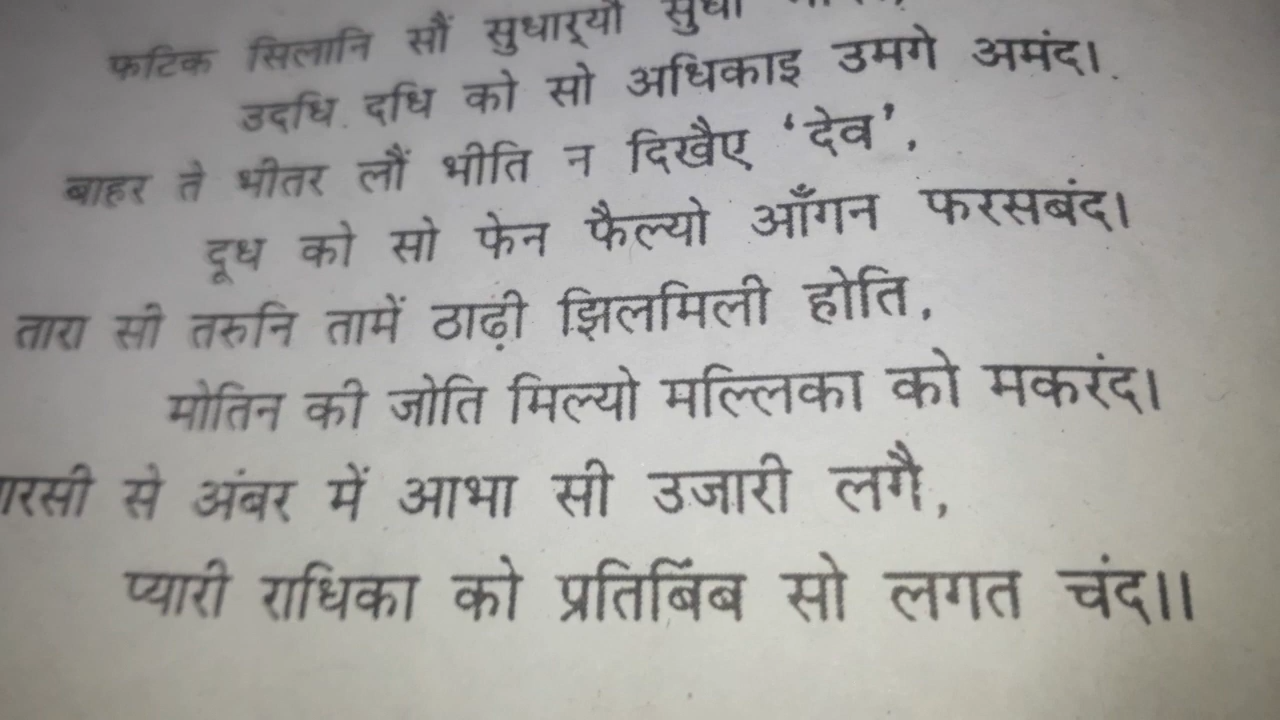 फटिक सिलानि सौं सुधार्‌यौ सुधा
उदधि दधि को सो अधिकाइ उमगे अमंद।
बाहर ते भीतर लौं भीति न दिखैए ‘देव’,
दूध को सो फेन फैल्यो आँगन फरसबंद।
तारा सी तरुनि तामें ठाढ़ी झिलमिली होति,
मोतिन की जोति मिल्यो मल्लिका को मकरंद।
से अंबर में आभा सी उजारी लगै,
प्यारी राधिका को प्रतिबिंब सो लगत चंद।।